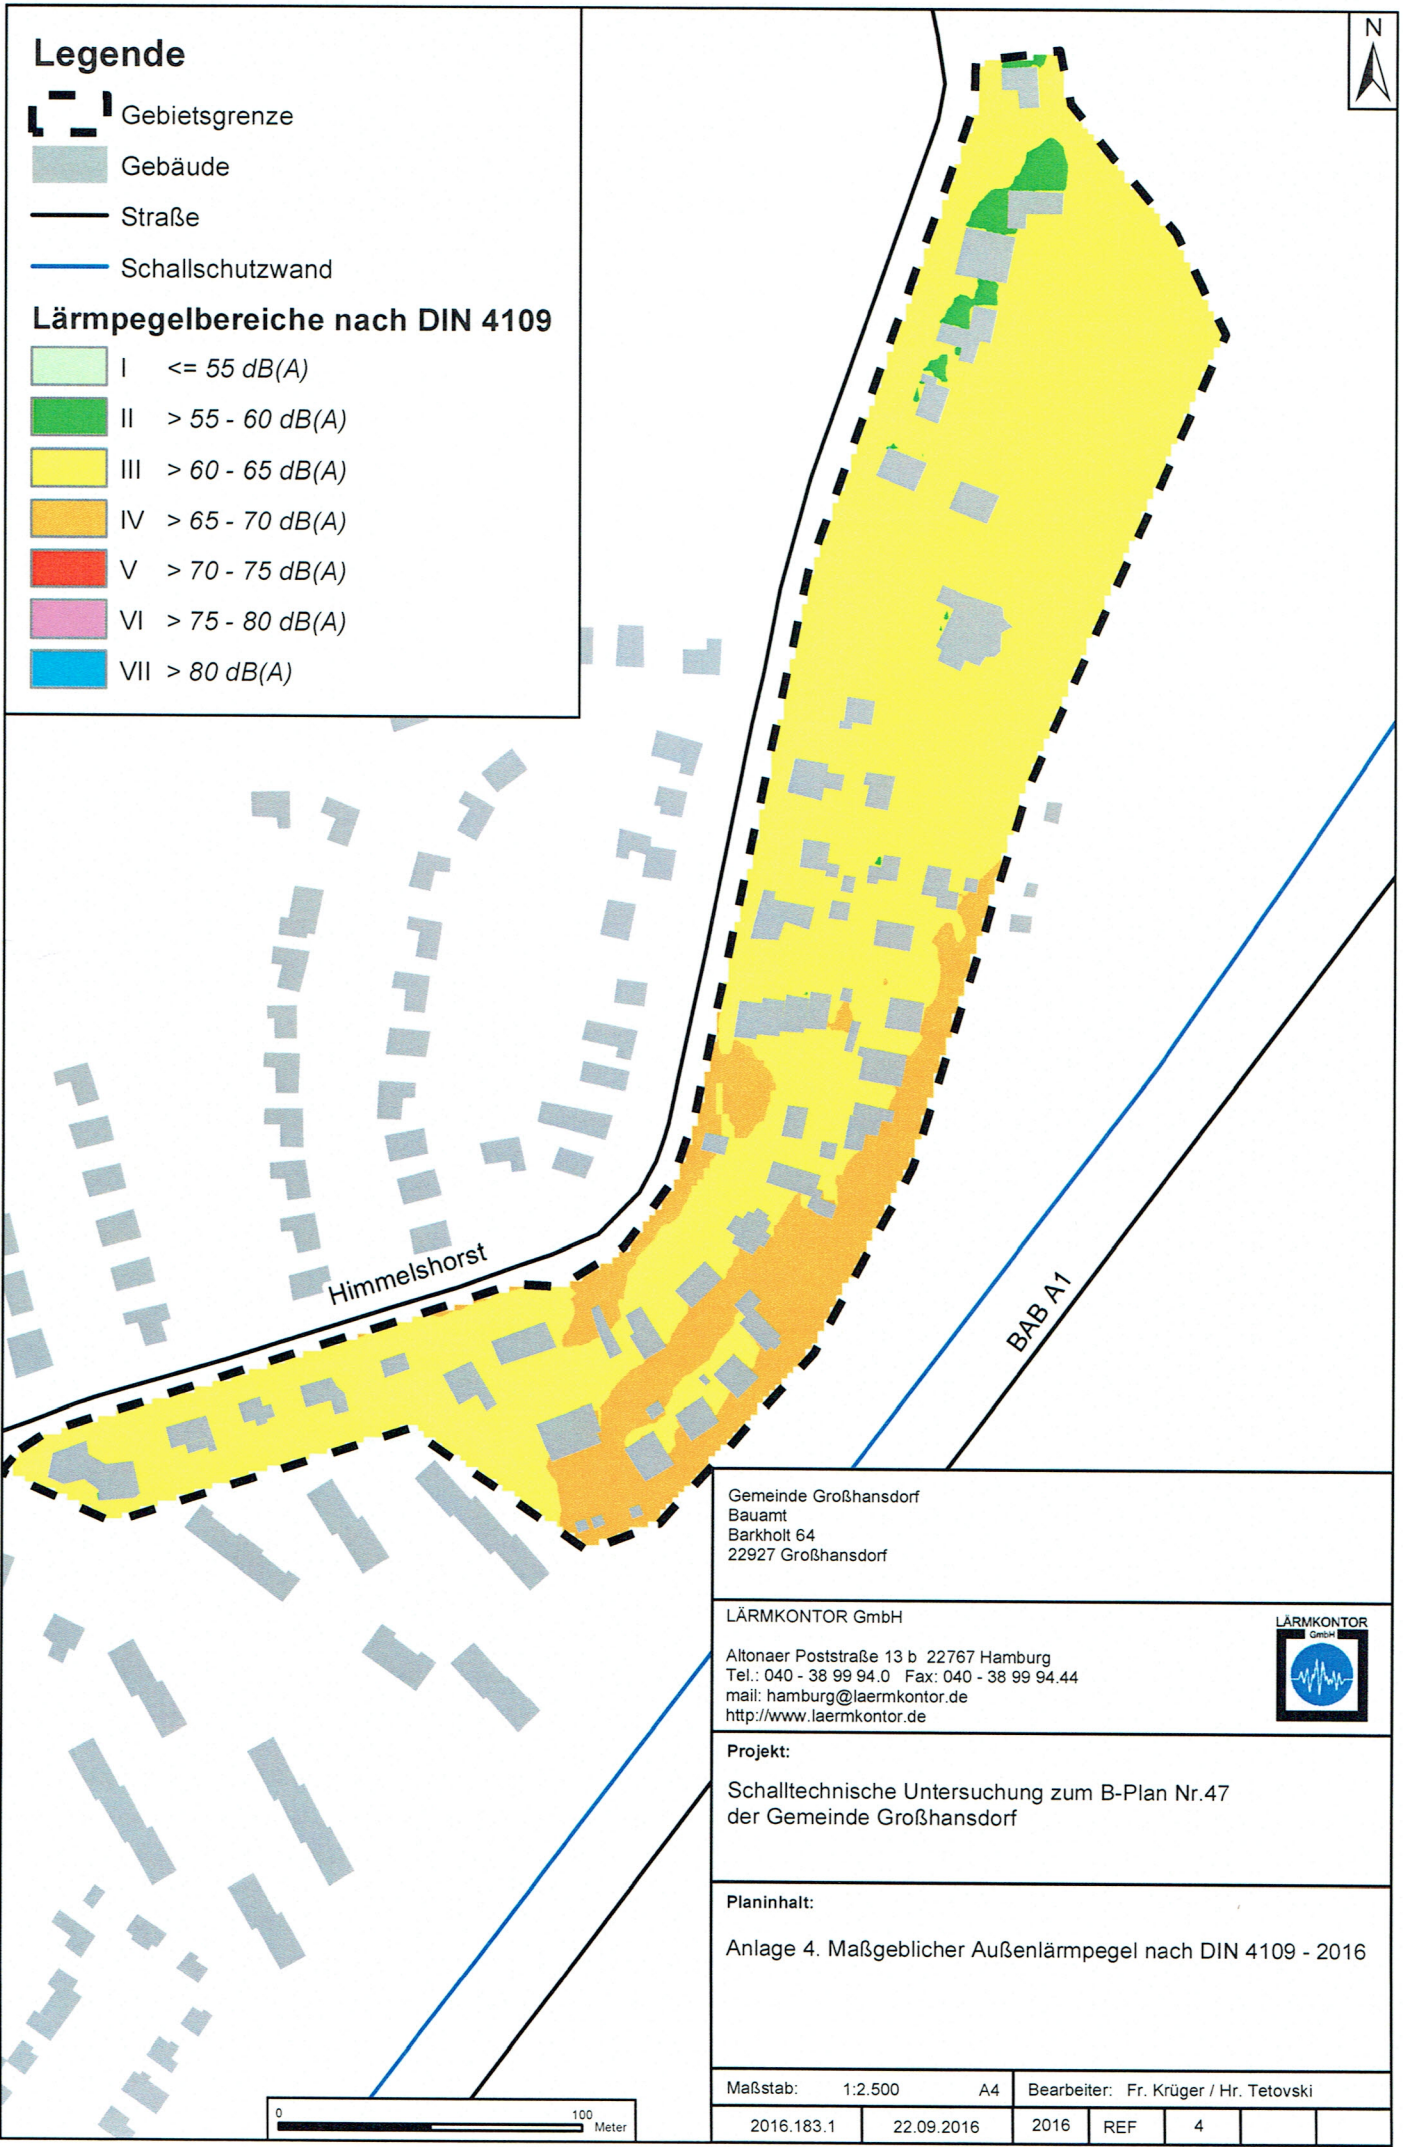 Legende
Gebietsgrenze
Gebäude
Straße
Schallschutzwand
Lärmpegelbereiche nach DIN 4109
I <= 55 dB(A)
II > 55 - 60 dB(A)
III > 60 - 65 dB(A)
IV > 65 - 70 dB(A)
V > 70 - 75 dB(A)
VI > 75 - 80 dB(A)
VII > 80 dB(A)
N
Himmelshorst
BAB A1
Gemeinde Großhansdorf
Bauamt
Barkholt 64
22927 Großhansdorf
LÄRMKONTOR GmbH
Altonaer Poststraße 13 b 22767 Hamburg
Tel.: 040 - 38 99 94.0 Fax: 040 - 38 99 94.44
mail: hamburg@laermkontor.de
http://www.laermkontor.de
LÄRMKONTOR
GmbH
Projekt:
Schalltechnische Untersuchung zum B-Plan Nr.47
der Gemeinde Großhansdorf
Planinhalt:
Anlage 4. Maßgeblicher Außenlärmpegel nach DIN 4109 - 2016
Maßstab: 1:2.500 A4 Bearbeiter: Fr. Krüger / Hr. Tetovski
2016.183.1 22.09.2016 2016 REF 4
0 100
Meter